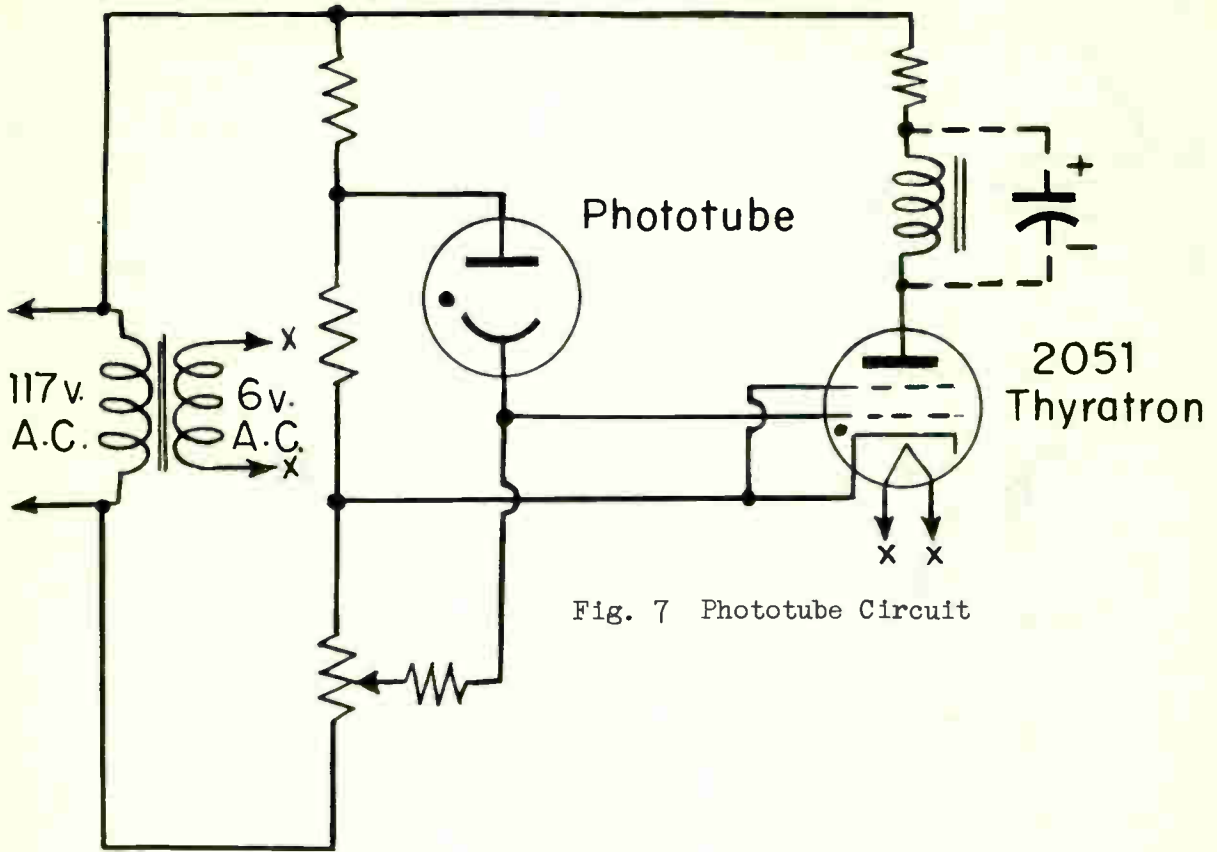 Phototube
+
−
117v.
A.C.
6v.
A.C.
x
x
2051
Thyratron
x x
Fig. 7 Phototube Circuit